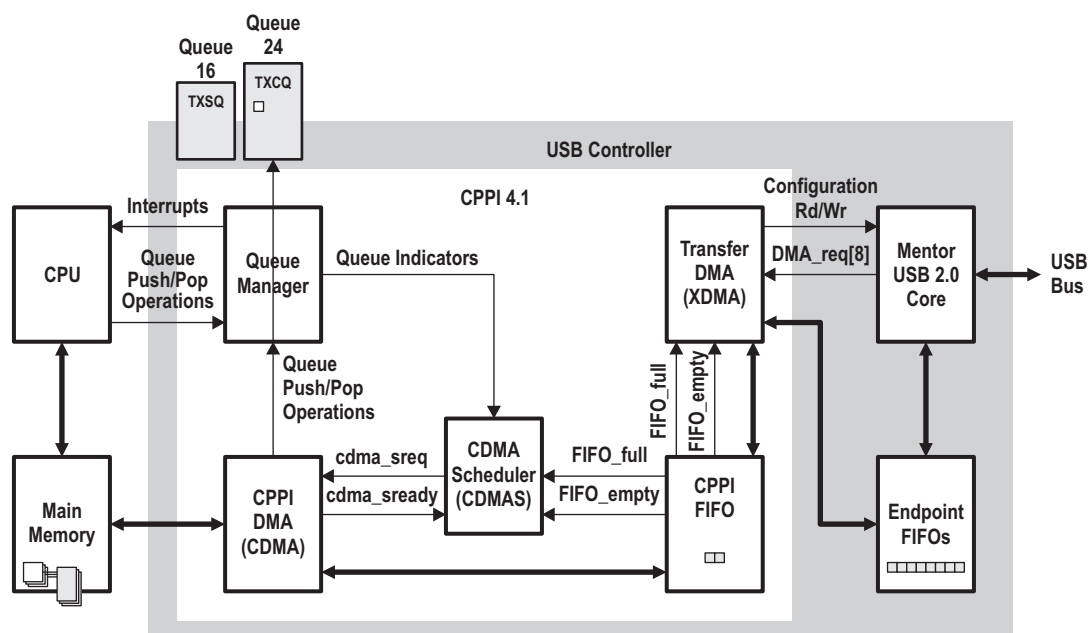 Queue
16
Queue
24
TXSQ
TXCQ
USB Controller
CPPI 4.1
Interrupts
Configuration
Rd/Wr
CPU
Queue
Push/Pop
Operations
Queue
Manager
Queue Indicators
Transfer
DMA
(XDMA)
DMA_req[8]
Mentor
USB 2.0
Core
USB
Bus
Queue
Push/Pop
Operations
FIFO_full
FIFO_empty
Main
Memory
CPPI
DMA
(CDMA)
cdma_sreq
cdma_sready
CDMA
Scheduler
(CDMAS)
FIFO_full
FIFO_empty
CPPI
FIFO
Endpoint
FIFOs